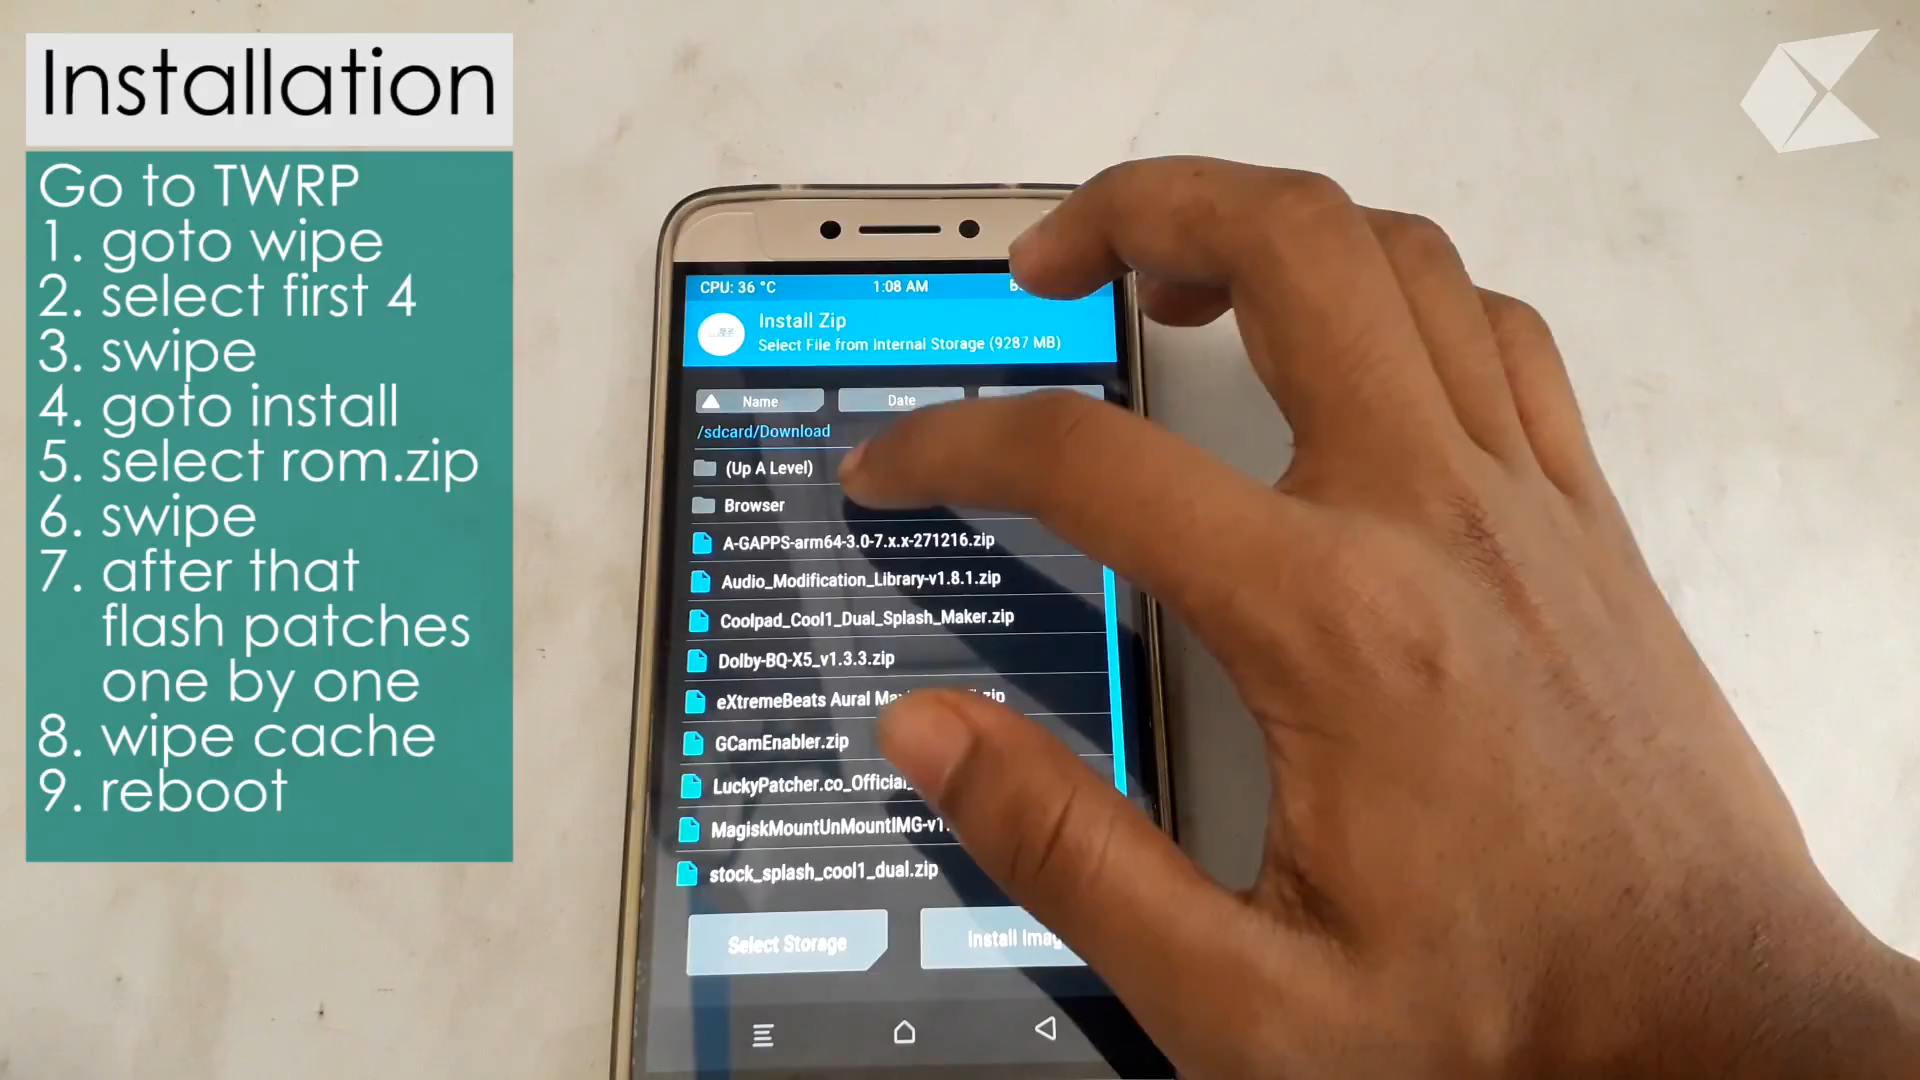 Installation
Go to TWRP
1. goto wipe
2. select first 4
3. swipe
4. goto install
5. select rom.zip
6. swipe
7. after that
flash patches
one by one
8. wipe cache
9. reboot
CPU: 36 °C 1:08 AM
Install Zip
Select File from Internal Storage (9287 MB)
Name Date
/sdcard/Download
(Up A Level)
Browser
A-GAPPS-arm64-3.0-7.x.x-271216.zip
Audio_Modification_Library-v1.8.1.zip
Coolpad_Cool1_Dual_Splash_Maker.zip
Dolby-BQ-X5_v1.3.3.zip
eXtremeBeats Aural
GCamEnabler.zip
LuckyPatcher.co_Official_
MagiskMountUnMountIMG-v1.
stock_splash_cool1_dual.zip
Select Storage Install